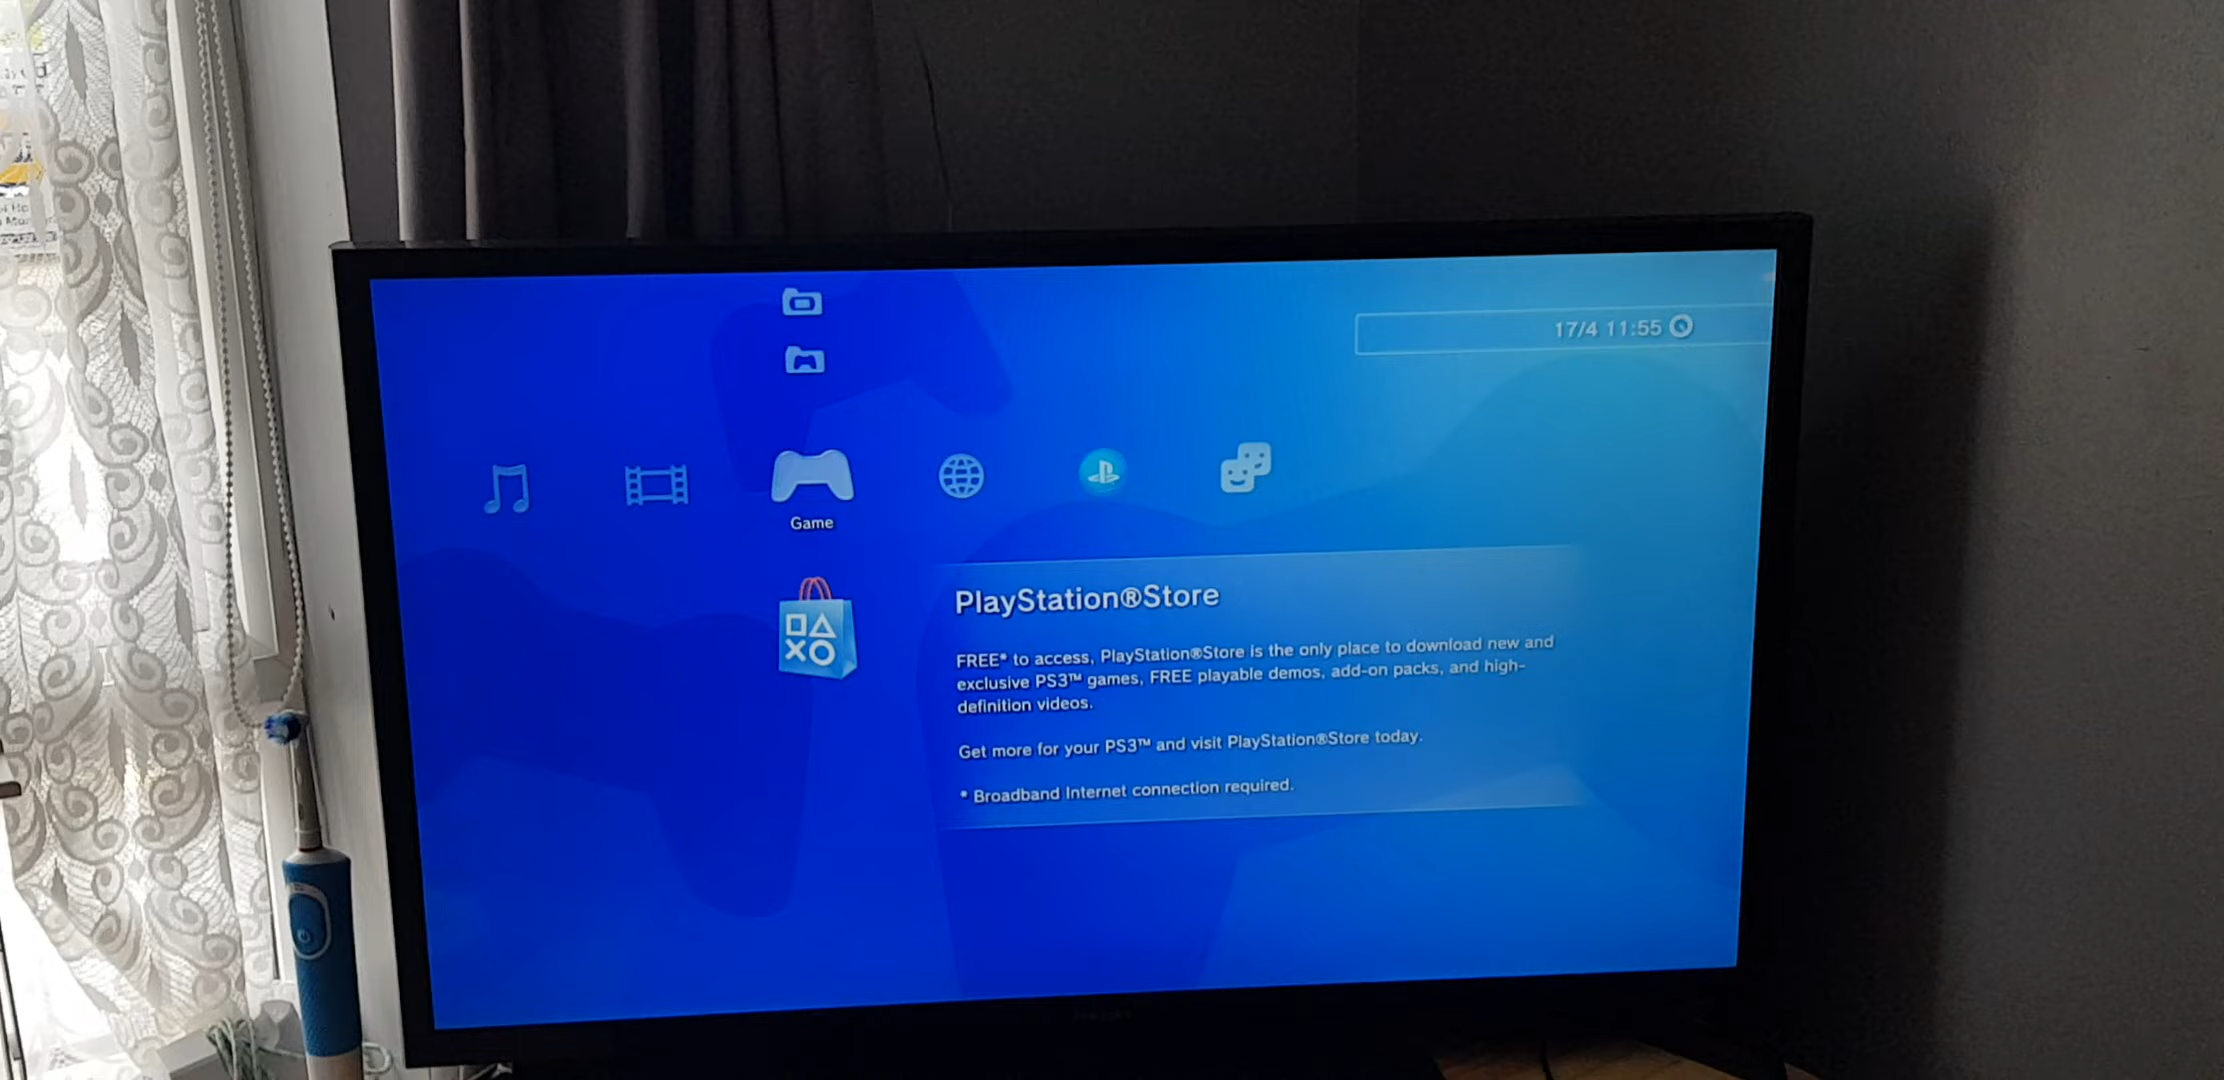 17/4 11:55
Game
PlayStation®Store
FREE* to access, PlayStation®Store is the only place to download new and
exclusive PS3™ games, FREE playable demos, add-on packs, and high-
definition videos.
Get more for your PS3™ and visit PlayStation®Store today.
* Broadband Internet connection required.